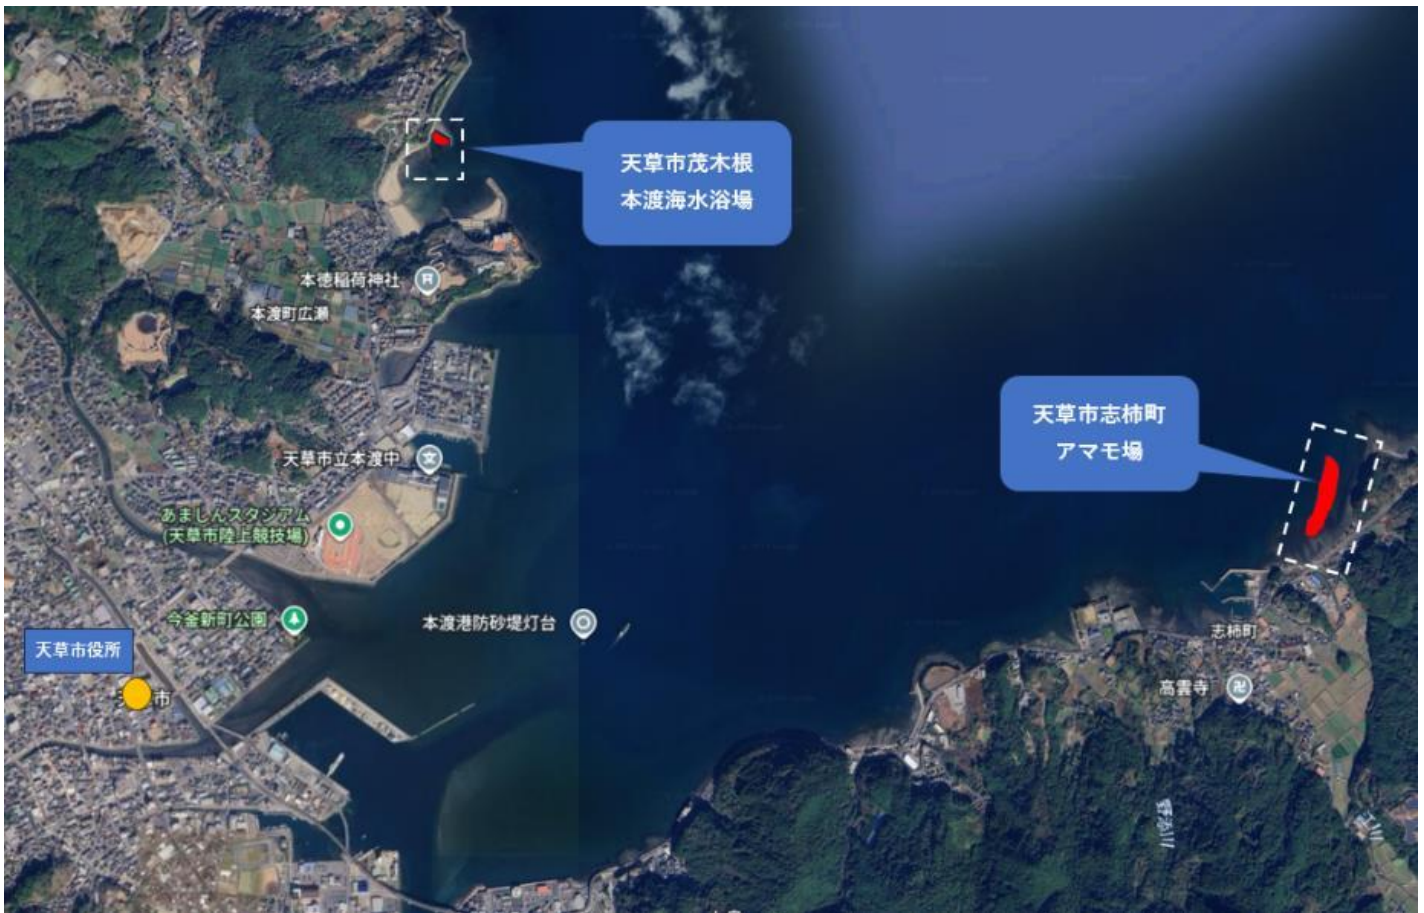 天草市茂木根
本渡海水浴場
本徳稲荷神社
本渡町広瀬
天草市志柿町
アマモ場
天草市立本渡中
あましんスタジアム
(天草市陸上競技場)
今釜新町公園
本渡港防砂堤灯台
天草市役所
志柿町
市
高雲寺